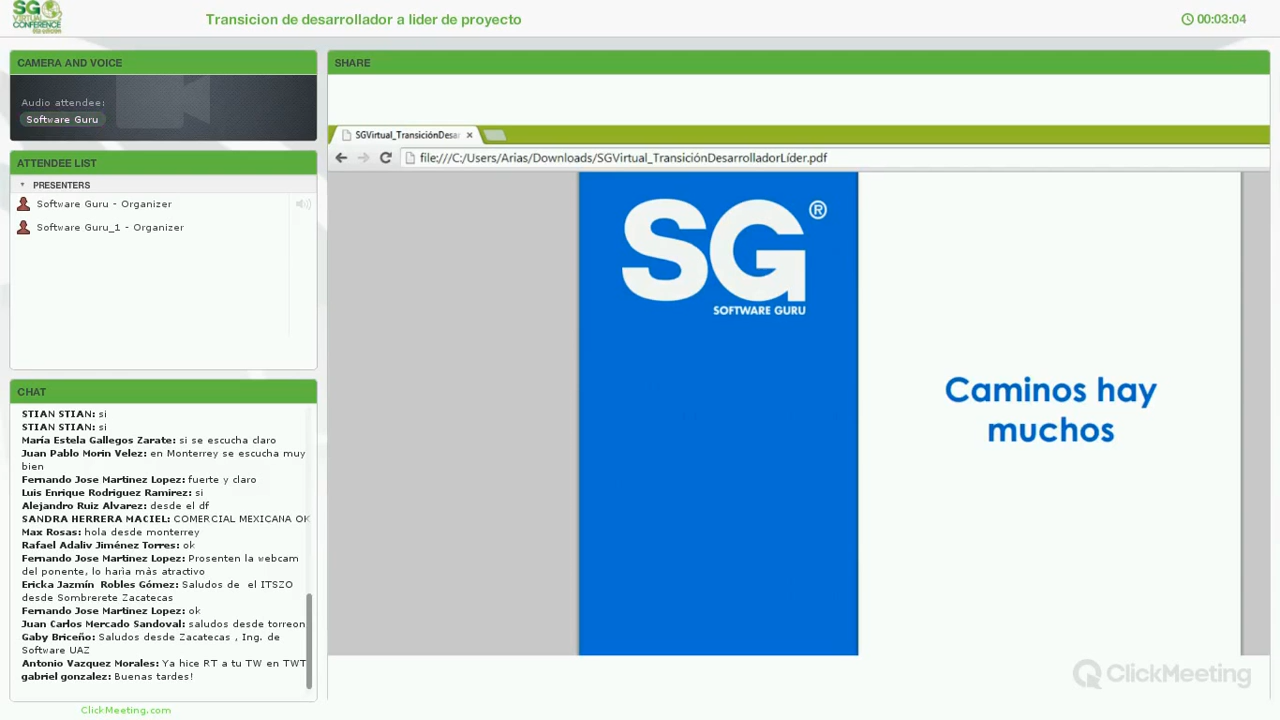 SG
VIRTUAL
CONFERENCE
Transicion de desarrollador a lider de proyecto
00:03:04
CAMERA AND VOICE
Audio attendee:
Software Guru
ATTENDEE LIST
PRESENTERS
Software Guru - Organizer
Software Guru_1 - Organizer
CHAT
STIAN STIAN: si
STIAN STIAN: si
María Estela Gallegos Zarate: si se escucha claro
Juan Pablo Morin Velez: en Monterrey se escucha muy
bien
Fernando Jose Martinez Lopez: fuerte y claro
Luis Enrique Rodriguez Ramirez: si
Alejandro Ruiz Alvarez: desde el df
SANDRA HERRERA MACIEL: COMERCIAL MEXICANA OK
Max Rosas: hola desde monterrey
Rafael Adaliv Jiménez Torres: ok
Fernando Jose Martinez Lopez: Prosenten la webcam
del ponente, lo harìa màs atractivo
Ericka Jazmín Robles Gómez: Saludos de el ITSZO
desde Sombrerete Zacatecas
Fernando Jose Martinez Lopez: ok
Juan Carlos Mercado Sandoval: saludos desde torreon
Gaby Briceño: Saludos desde Zacatecas , Ing. de
Software UAZ
Antonio Vazquez Morales: Ya hice RT a tu TW en TWT
gabriel gonzalez: Buenas tardes!
ClickMeeting.com
SHARE
SGVirtual_TransiciónDesa
file:///C:/Users/Arias/Downloads/SGVirtual_TransiciónDesarrolladorLíder.pdf
SG®
SOFTWARE GURU
Caminos hay
muchos
ClickMeeting